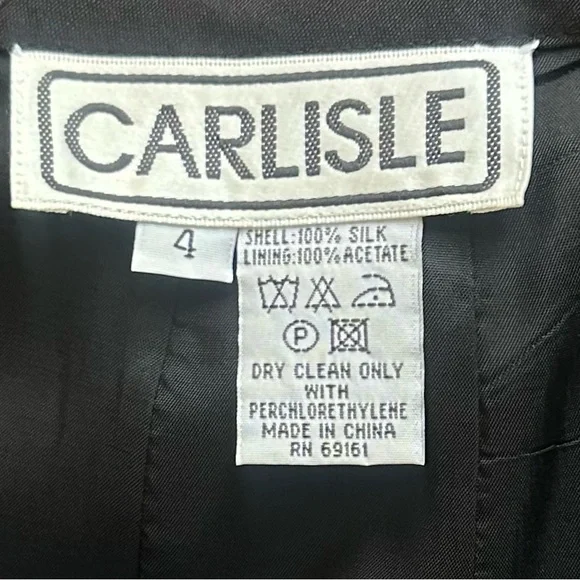 CARLISLE
4
SHELL:100% SILK
LINING:100% ACETATE
P
DRY CLEAN ONLY
WITH
PERCHLORETHYLENE
MADE IN CHINA
RN 69161